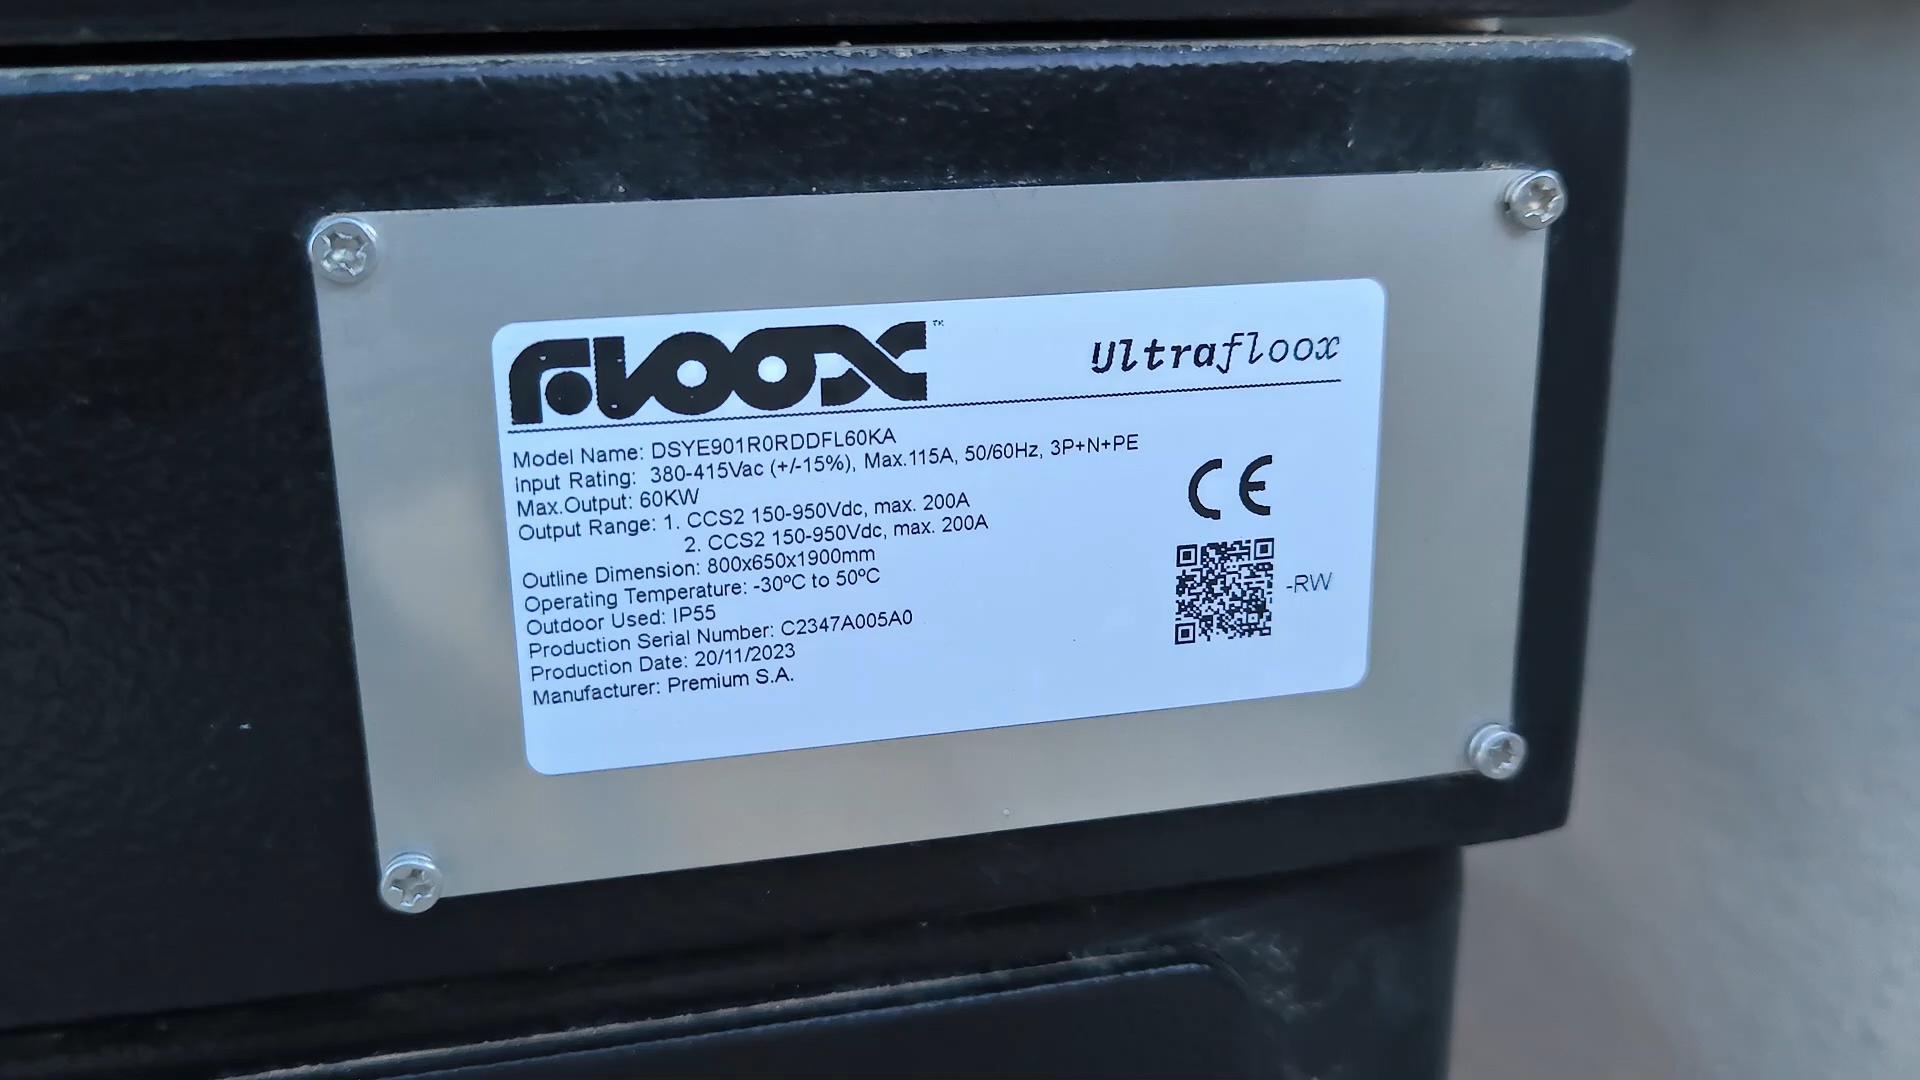 FLOOX™
Ultrafloox
Model Name: DSYE901R0RDDFL60KA
Input Rating: 380-415Vac (+/-15%), Max.115A, 50/60Hz, 3P+N+PE
Max.Output: 60KW
Output Range: 1. CCS2 150-950Vdc, max. 200A
2. CCS2 150-950Vdc, max. 200A
Outline Dimension: 800x650x1900mm
Operating Temperature: -30ºC to 50ºC
Outdoor Used: IP55
Production Serial Number: C2347A005A0
Production Date: 20/11/2023
Manufacturer: Premium S.A.
CE
-RW